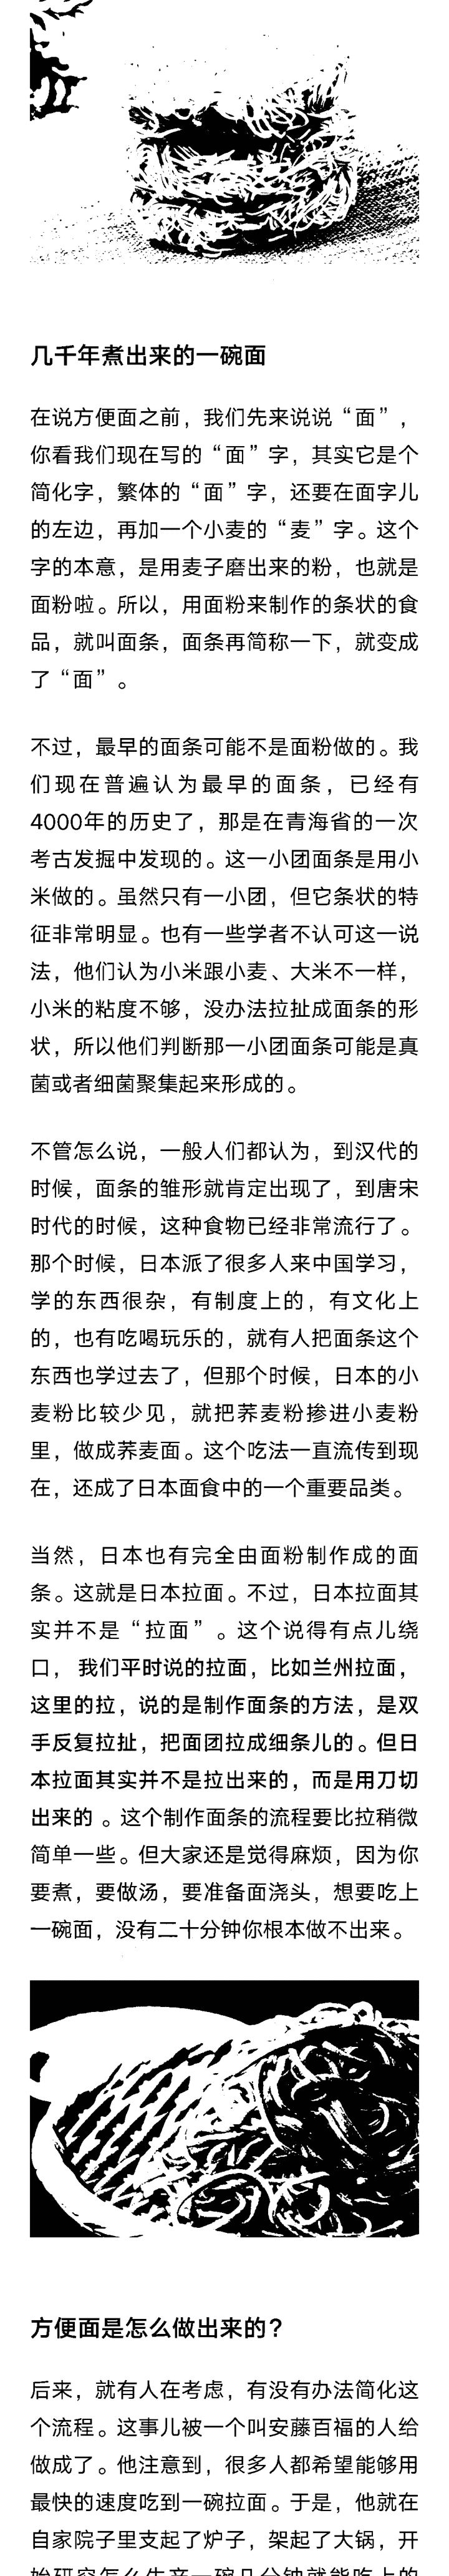 几千年煮出来的一碗面
在说方便面之前，我们先来说说“面”，
你看我们现在写的“面”字，其实它是个
简化字，繁体的“面”字，还要在面字儿
的左边，再加一个小麦的“麦”字。这个
字的本意，是用麦子磨出来的粉，也就是
面粉啦。所以，用面粉来制作的条状的食
品，就叫面条，面条再简称一下，就变成
了“面”。
不过，最早的面条可能不是面粉做的。我
们现在普遍认为最早的面条，已经有
4000年的历史了，那是在青海省的一次
考古发掘中发现的。这一小团面条是用小
米做的。虽然只有一小团，但它条状的特
征非常明显。也有一些学者不认可这一说
法，他们认为小米跟小麦、大米不一样，
小米的粘度不够，没办法拉扯成面条的形
状，所以他们判断那一小团面条可能是真
菌或者细菌聚集起来形成的。
不管怎么说，一般人们都认为，到汉代的
时候，面条的雏形就肯定出现了，到唐宋
时代的时候，这种食物已经非常流行了。
那个时候，日本派了很多人来中国学习，
学的东西很杂，有制度上的，有文化上
的，也有吃喝玩乐的，就有人把面条这个
东西也学过去了，但那个时候，日本的小
麦粉比较少见，就把荞麦粉掺进小麦粉
里，做成荞麦面。这个吃法一直流传到现
在，还成了日本面食中的一个重要品类。
当然，日本也有完全由面粉制作成的面
条。这就是日本拉面。不过，日本拉面其
实并不是“拉面”。这个说得有点儿绕
口，我们平时说的拉面，比如兰州拉面，
这里的拉，说的是制作面条的方法，是双
手反复拉扯，把面团拉成细条儿的。但日
本拉面其实并不是拉出来的，而是用刀切
出来的 。这个制作面条的流程要比拉稍微
简单一些。但大家还是觉得麻烦，因为你
要煮，要做汤，要准备面浇头，想要吃上
一碗面，没有二十分钟你根本做不出来。
方便面是怎么做出来的？
后来，就有人在考虑，有没有办法简化这
个流程。这事儿被一个叫安藤百福的人给
做成了。他注意到，很多人都希望能够用
最快的速度吃到一碗拉面。于是，他就在
自家院子里支起了炉子，架起了大锅，开
始研究怎么生产一碗几分钟就能吃上的